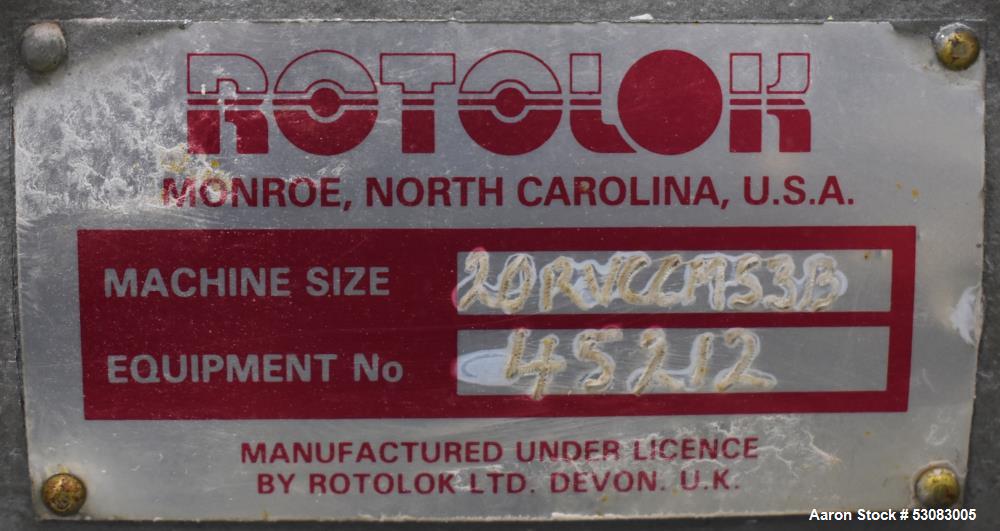 ROTOLOK
MONROE, NORTH CAROLINA, U.S.A.
MACHINE SIZE 20RVCCMS3B
EQUIPMENT No 45212
MANUFACTURED UNDER LICENCE
BY ROTOLOK LTD. DEVON. U.K.
Aaron Stock # 53083005